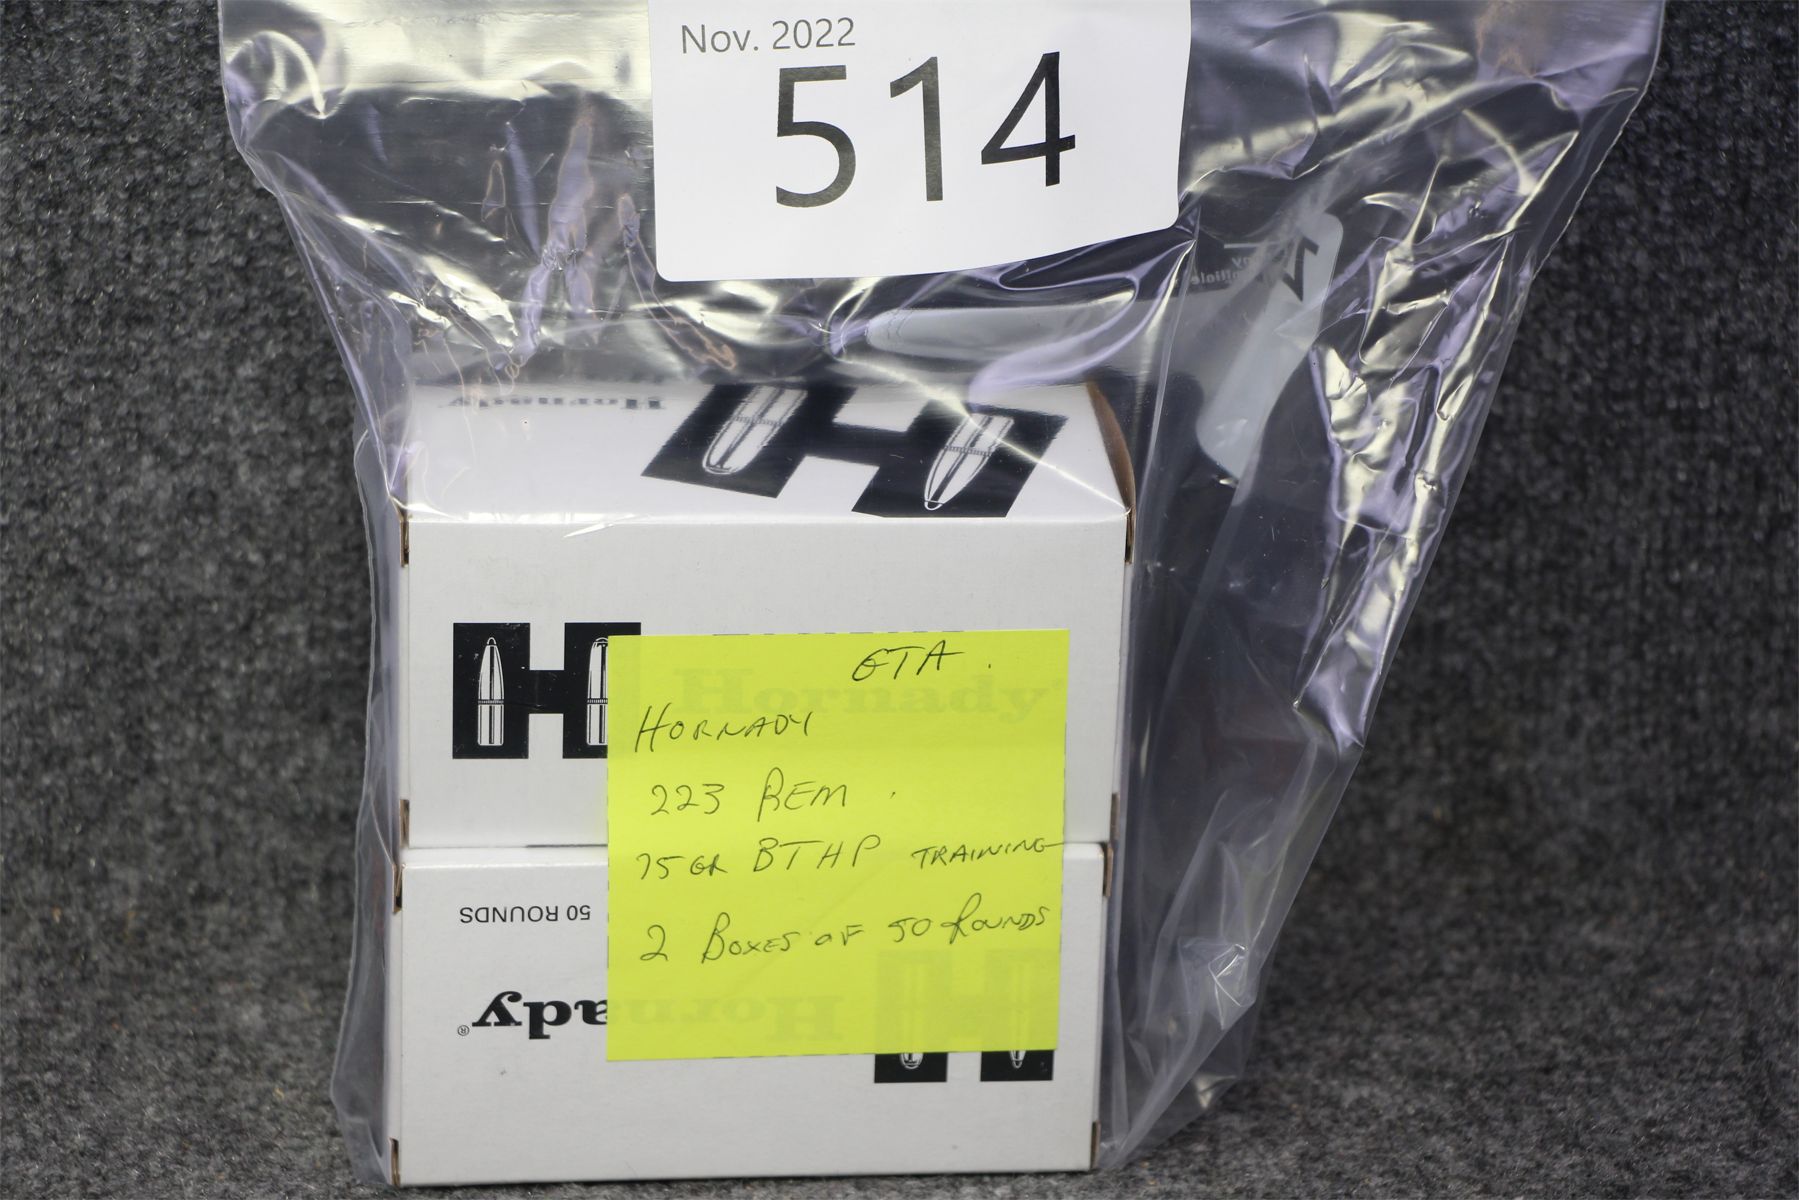 Nov. 2022
514
Hornady
Hornady®
GTA.
HORNADY
223 REM.
75 GR BTHP TRAINING
2 BOXES OF 50 ROUNDS
50 ROUNDS
Hornady®